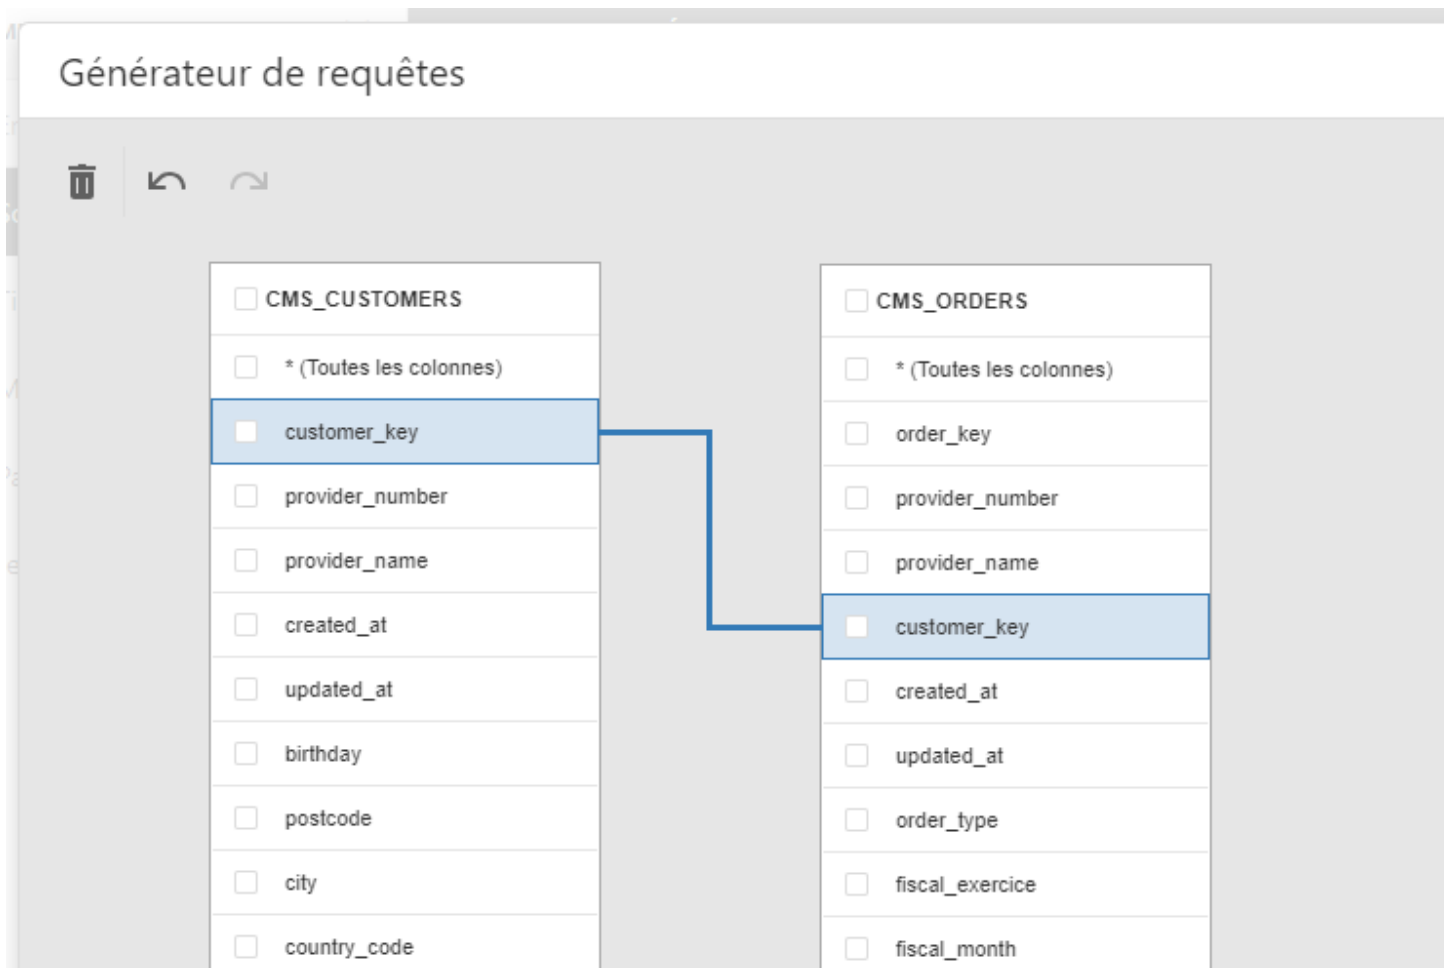 Générateur de requêtes
CMS_CUSTOMERS
* (Toutes les colonnes)
customer_key
provider_number
provider_name
created_at
updated_at
birthday
postcode
city
country_code
CMS_ORDERS
* (Toutes les colonnes)
order_key
provider_number
provider_name
customer_key
created_at
updated_at
order_type
fiscal_exercice
fiscal_month